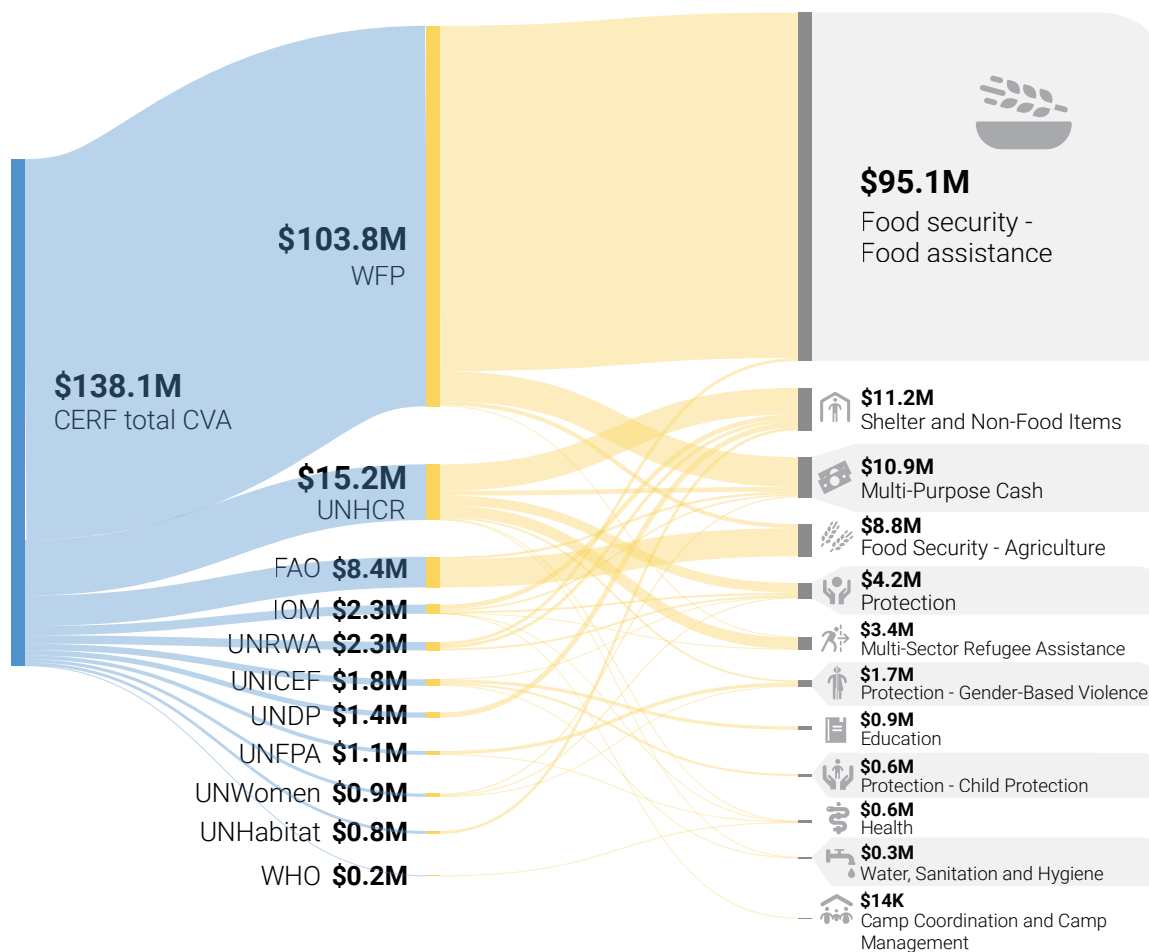 $138.1M
CERF total CVA
$103.8M
WFP
$15.2M
UNHCR
FAO $8.4M
IOM $2.3M
UNRWA $2.3M
UNICEF $1.8M
UNDP $1.4M
UNFPA $1.1M
UNWomen $0.9M
UNHabitat $0.8M
WHO $0.2M
$95.1M
Food security -
Food assistance
$11.2M
Shelter and Non-Food Items
$10.9M
Multi-Purpose Cash
$8.8M
Food Security - Agriculture
$4.2M
Protection
$3.4M
Multi-Sector Refugee Assistance
$1.7M
Protection - Gender-Based Violence
$0.9M
Education
$0.6M
Protection - Child Protection
$0.6M
Health
$0.3M
Water, Sanitation and Hygiene
$14K
Camp Coordination and Camp
Management